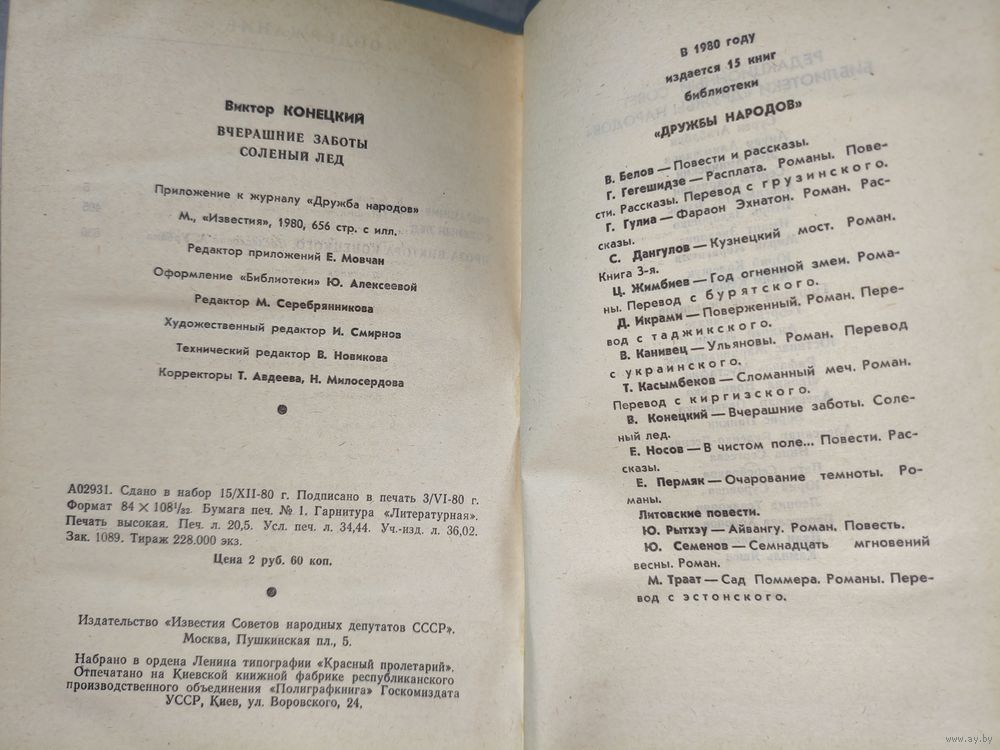 Виктор КОНЕЦКИЙ
ВЧЕРАШНИЕ ЗАБОТЫ
СОЛЕНЫЙ ЛЕД
Приложение к журналу «Дружба народов»
М., «Известия», 1980, 656 стр. с илл.
Редактор приложений Е. Мовчан
Оформление «Библиотеки» Ю. Алексеевой
Редактор М. Серебрянникова
Художественный редактор И. Смирнов
Технический редактор В. Новикова
Корректоры Т. Авдеева, Н. Милосердова
А02931. Сдано в набор 15/XII-80 г. Подписано в печать 3/VI-80 г.
Формат 84 × 108¹/₃₂. Бумага печ. № 1. Гарнитура «Литературная».
Печать высокая. Печ. л. 20,5. Усл. печ. л. 34,44. Уч.-изд. л. 36,02.
Зак. 1089. Тираж 228.000 экз.
Цена 2 руб. 60 коп.
Издательство «Известия Советов народных депутатов СССР».
Москва, Пушкинская пл., 5.
Набрано в ордена Ленина типографии «Красный пролетарий».
Отпечатано на Киевской книжной фабрике республиканского
производственного объединения «Полиграфкнига» Госкомиздата
УССР, Киев, ул. Воровского, 24.
В 1980 году
издается 15 книг
библиотеки
«ДРУЖБЫ НАРОДОВ»
В. Белов — Повести и рассказы.
Г. Гегешидзе — Расплата. Романы. Пове-
сти. Рассказы. Перевод с грузинского.
Г. Гулиа — Фараон Эхнатон. Роман. Рас-
сказы.
С. Дангулов — Кузнецкий мост. Роман.
Книга 3-я.
Ц. Жимбиев — Год огненной змеи. Рома-
ны. Перевод с бурятского.
Д. Икрами — Поверженный. Роман. Пере-
вод с таджикского.
В. Канивец — Ульяновы. Роман. Перевод
с украинского.
Т. Касымбеков — Сломанный меч. Роман.
Перевод с киргизского.
В. Конецкий — Вчерашние заботы. Соле-
ный лед.
Е. Носов — В чистом поле... Повести. Рас-
сказы.
Е. Пермяк — Очарование темноты. Ро-
маны.
Литовские повести.
Ю. Рытхэу — Айвангу. Роман. Повесть.
Ю. Семенов — Семнадцать мгновений
весны. Роман.
М. Траат — Сад Поммера. Романы. Пере-
вод с эстонского.
www.ay.by